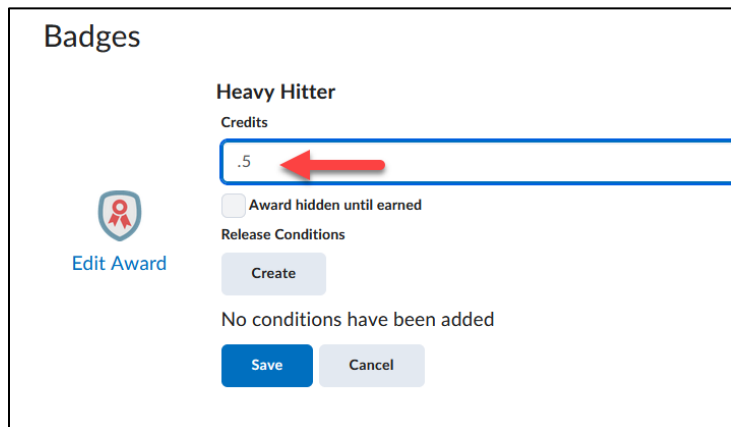 Badges
Heavy Hitter
Credits
.5
Award hidden until earned
Release Conditions
Edit Award
Create
No conditions have been added
Save Cancel